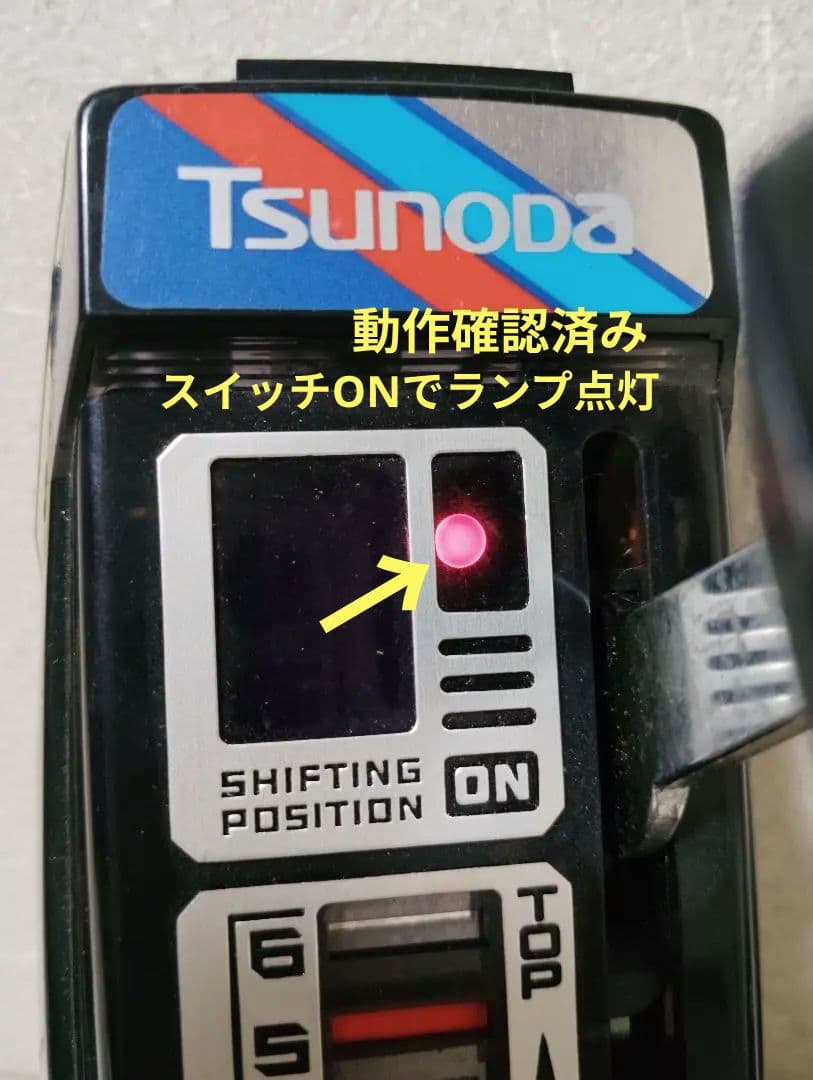 Tsunoda
動作確認済み
スイッチONでランプ点灯
SHIFTING
POSITION
ON
TOP
6
5